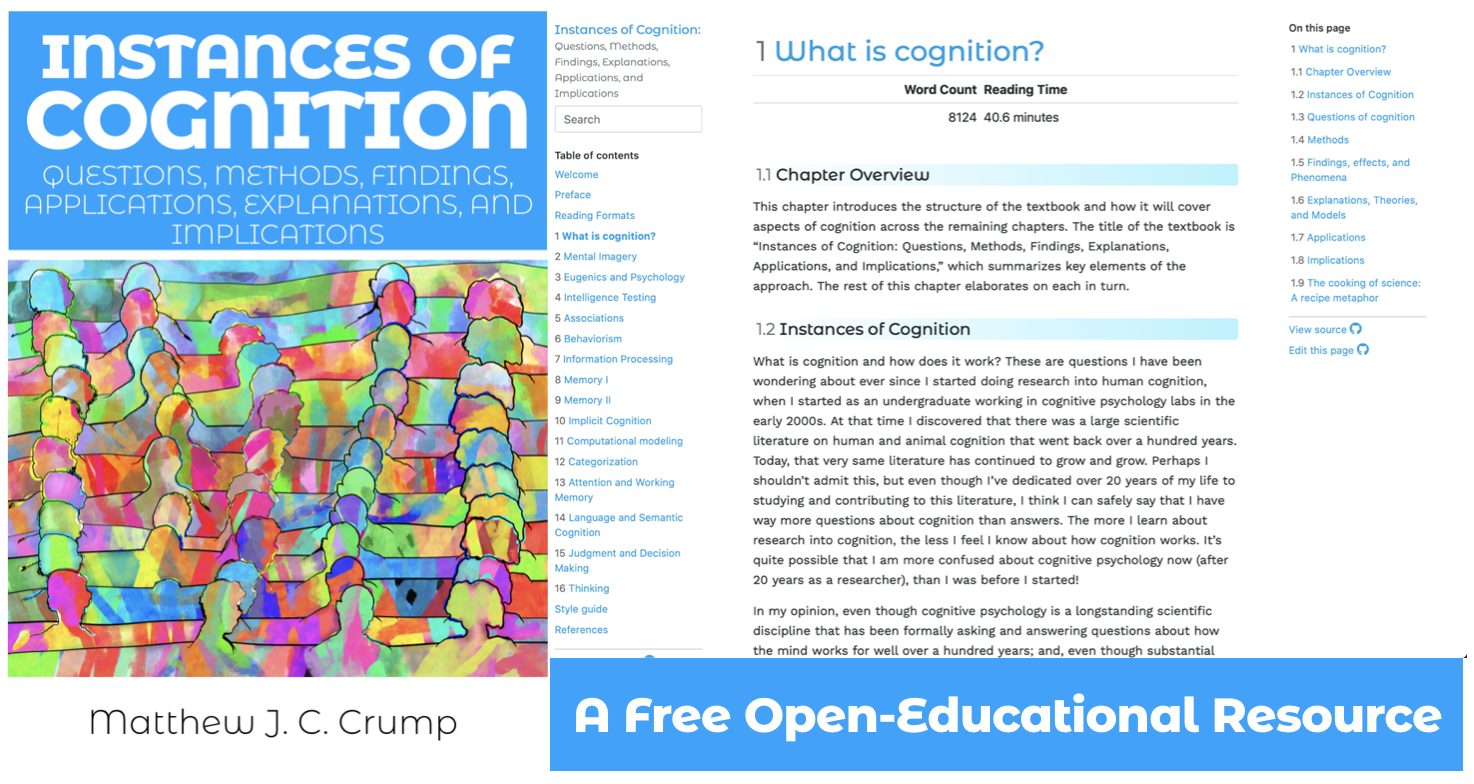 INSTANCES OF
COGNITION
QUESTIONS, METHODS, FINDINGS,
APPLICATIONS, EXPLANATIONS, AND
IMPLICATIONS
Matthew J. C. Crump
Instances of Cognition:
Questions, Methods,
Findings, Explanations,
Applications, and
Implications
Search
Table of contents
Welcome
Preface
Reading Formats
1 What is cognition?
2 Mental Imagery
3 Eugenics and Psychology
4 Intelligence Testing
5 Associations
6 Behaviorism
7 Information Processing
8 Memory I
9 Memory II
10 Implicit Cognition
11 Computational modeling
12 Categorization
13 Attention and Working
Memory
14 Language and Semantic
Cognition
15 Judgment and Decision
Making
16 Thinking
Style guide
References
1 What is cognition?
Word Count Reading Time
8124 40.6 minutes
1.1 Chapter Overview
This chapter introduces the structure of the textbook and how it will cover
aspects of cognition across the remaining chapters. The title of the textbook is
“Instances of Cognition: Questions, Methods, Findings, Explanations,
Applications, and Implications,” which summarizes key elements of the
approach. The rest of this chapter elaborates on each in turn.
1.2 Instances of Cognition
What is cognition and how does it work? These are questions I have been
wondering about ever since I started doing research into human cognition,
when I started as an undergraduate working in cognitive psychology labs in the
early 2000s. At that time I discovered that there was a large scientific
literature on human and animal cognition that went back over a hundred years.
Today, that very same literature has continued to grow and grow. Perhaps I
shouldn’t admit this, but even though I’ve dedicated over 20 years of my life to
studying and contributing to this literature, I think I can safely say that I have
way more questions about cognition than answers. The more I learn about
research into cognition, the less I feel I know about how cognition works. It’s
quite possible that I am more confused about cognitive psychology now (after
20 years as a researcher), than I was before I started!
In my opinion, even though cognitive psychology is a longstanding scientific
discipline that has been formally asking and answering questions about how
the mind works for well over a hundred years; and, even though substantial
On this page
1 What is cognition?
1.1 Chapter Overview
1.2 Instances of Cognition
1.3 Questions of cognition
1.4 Methods
1.5 Findings, effects, and
Phenomena
1.6 Explanations, Theories,
and Models
1.7 Applications
1.8 Implications
1.9 The cooking of science:
A recipe metaphor
View source
Edit this page
A Free Open-Educational Resource